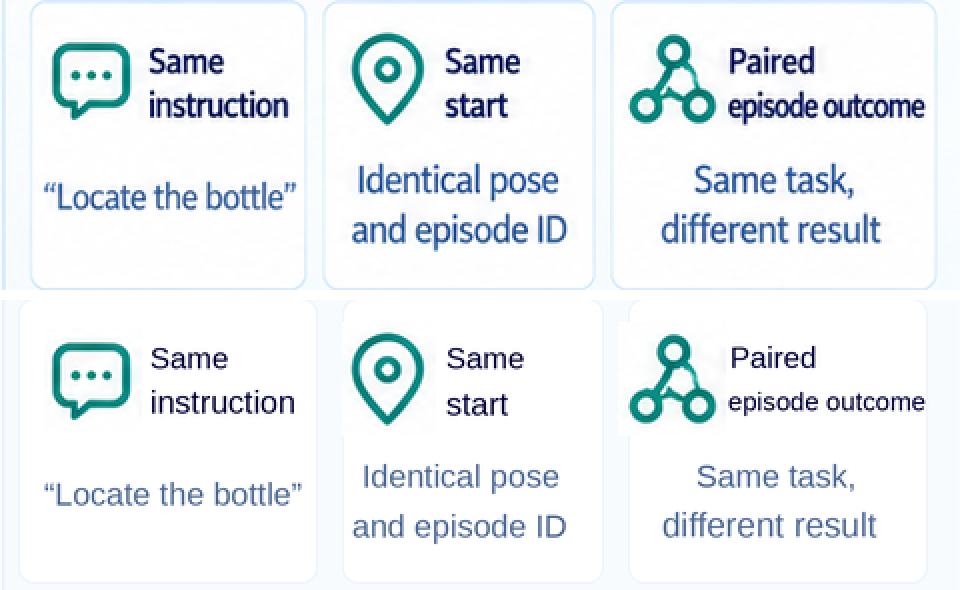 Same
instruction
“Locate the bottle”
Same
start
Identical pose
and episode ID
Paired
episode outcome
Same task,
different result
Same
instruction
“Locate the bottle”
Same
start
Identical pose
and episode ID
Paired
episode outcome
Same task,
different result